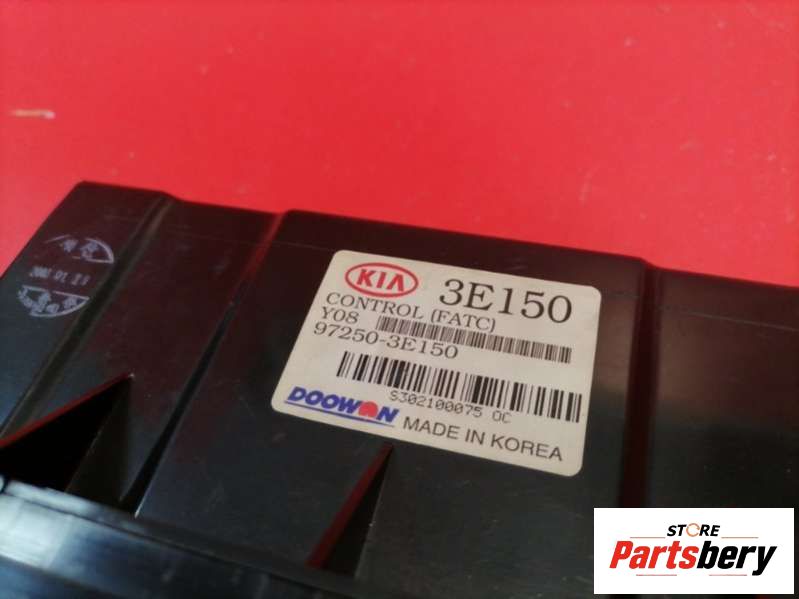 KIA 3E150
CONTROL (FATC)
Y08
97250-3E150
S302100075 OC
DOOWON MADE IN KOREA
STORE
Partsbery